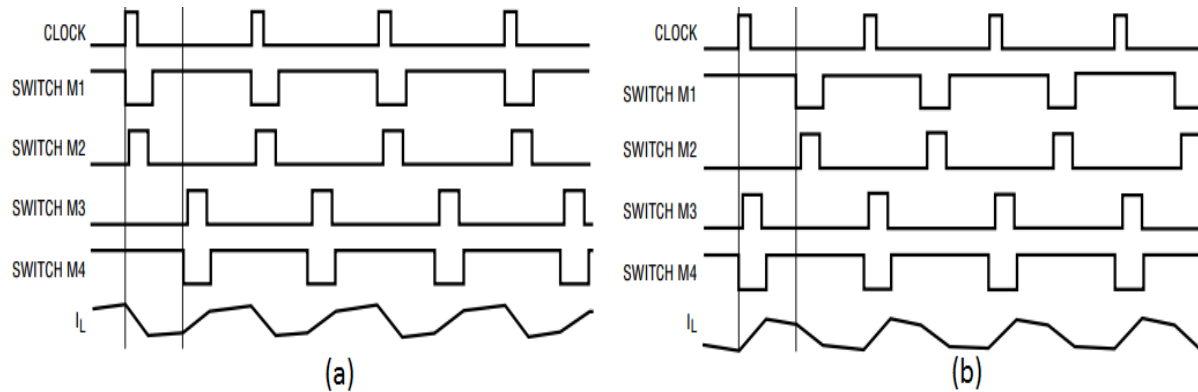 CLOCK
SWITCH M1
SWITCH M2
SWITCH M3
SWITCH M4
IL
(a)
CLOCK
SWITCH M1
SWITCH M2
SWITCH M3
SWITCH M4
IL
(b)